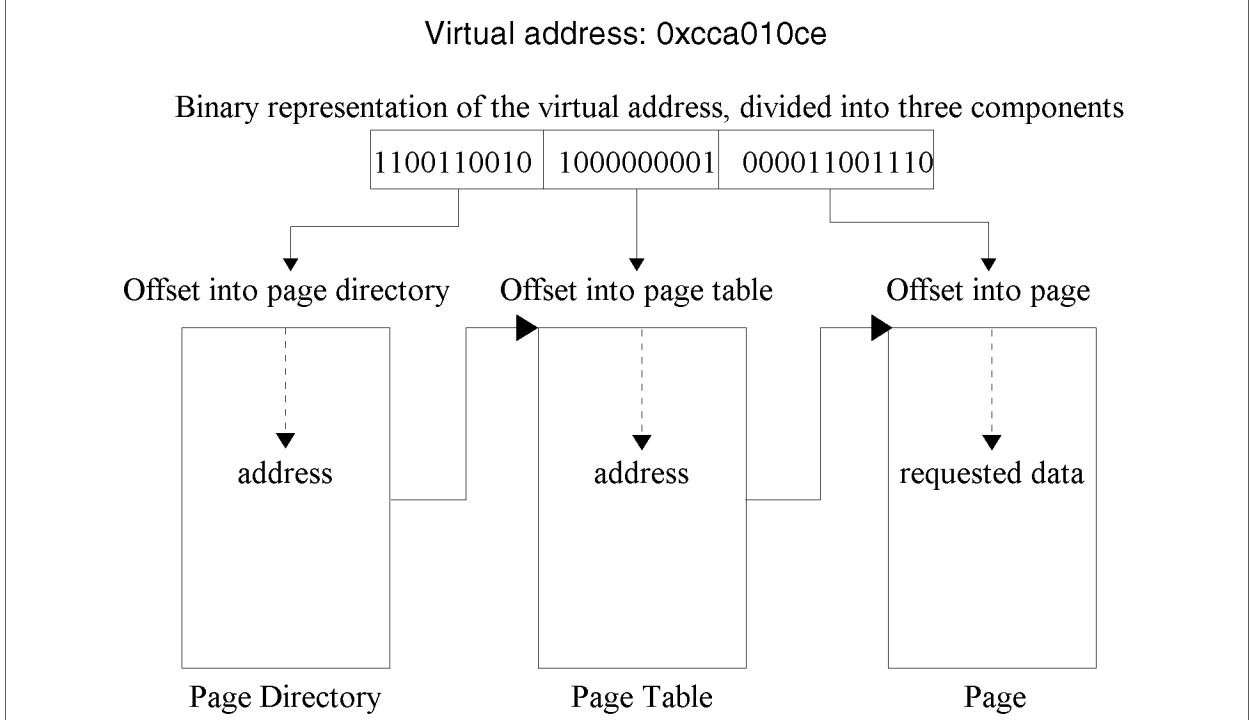 Virtual address: 0xcca010ce
Binary representation of the virtual address, divided into three components
1100110010 1000000001 000011001110
Offset into page directory Offset into page table Offset into page
address address requested data
Page Directory Page Table Page